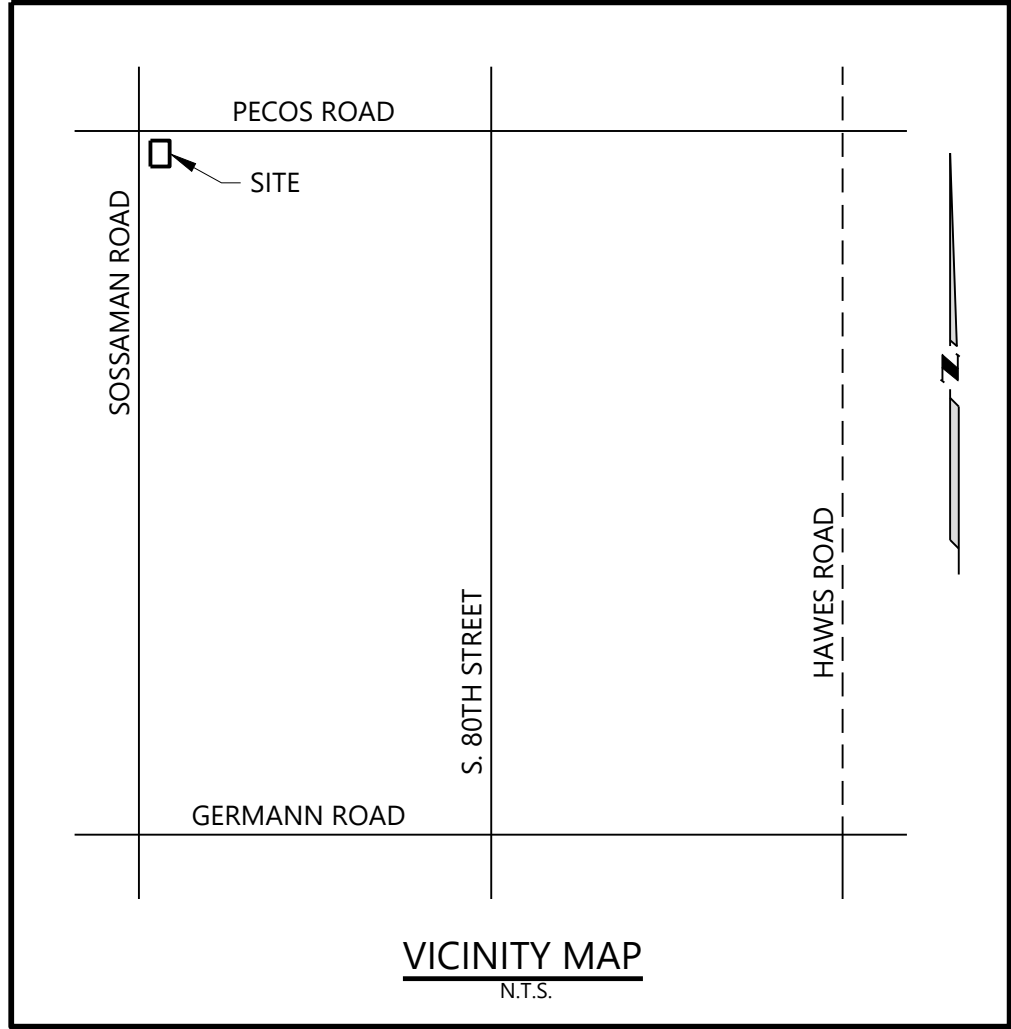 PECOS ROAD
SITE
SOSSAMAN ROAD
N
HAWES ROAD
S. 80TH STREET
GERMANN ROAD
VICINITY MAP
N.T.S.